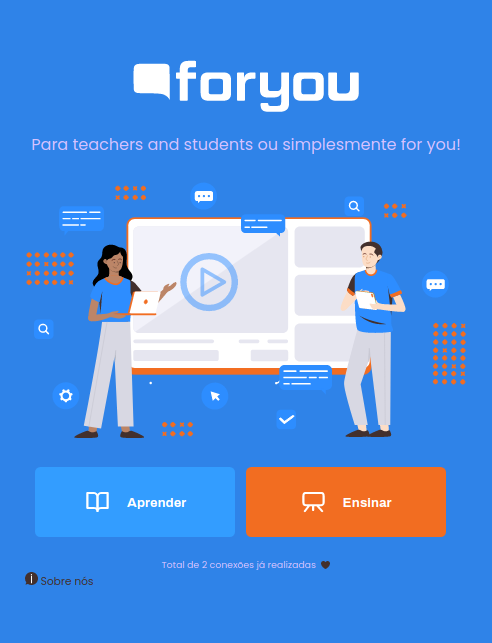 foryou
Para teachers and students ou simplesmente for you!
Aprender
Ensinar
Total de 2 conexões já realizadas
Sobre nós